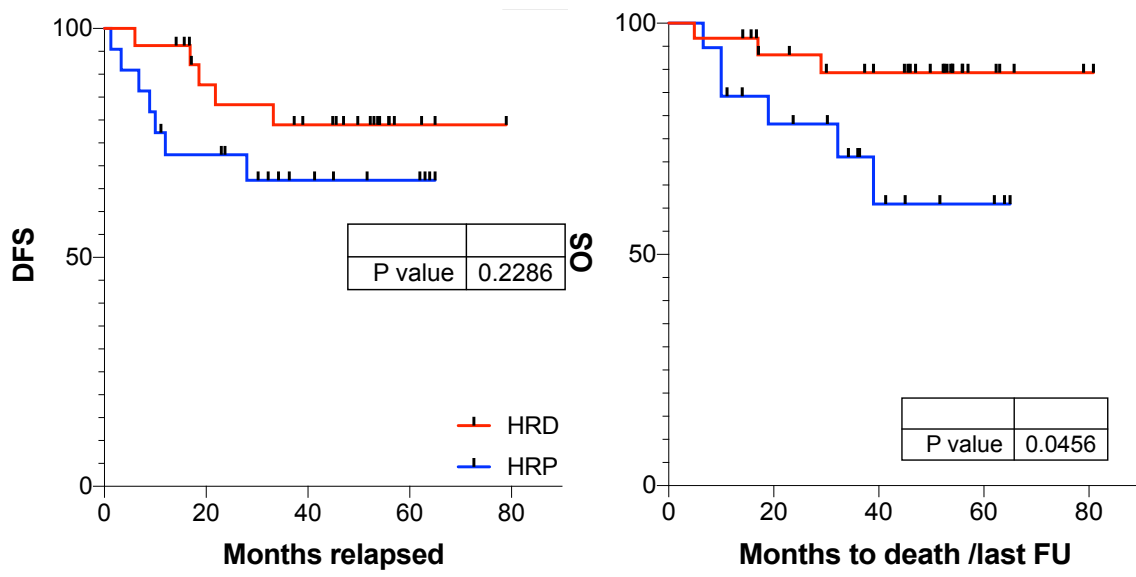 100
50
0
DFS
0 20 40 60 80
Months relapsed
P value 0.2286
HRD
HRP
100
50
0
OS
0 20 40 60 80
Months to death /last FU
P value 0.0456